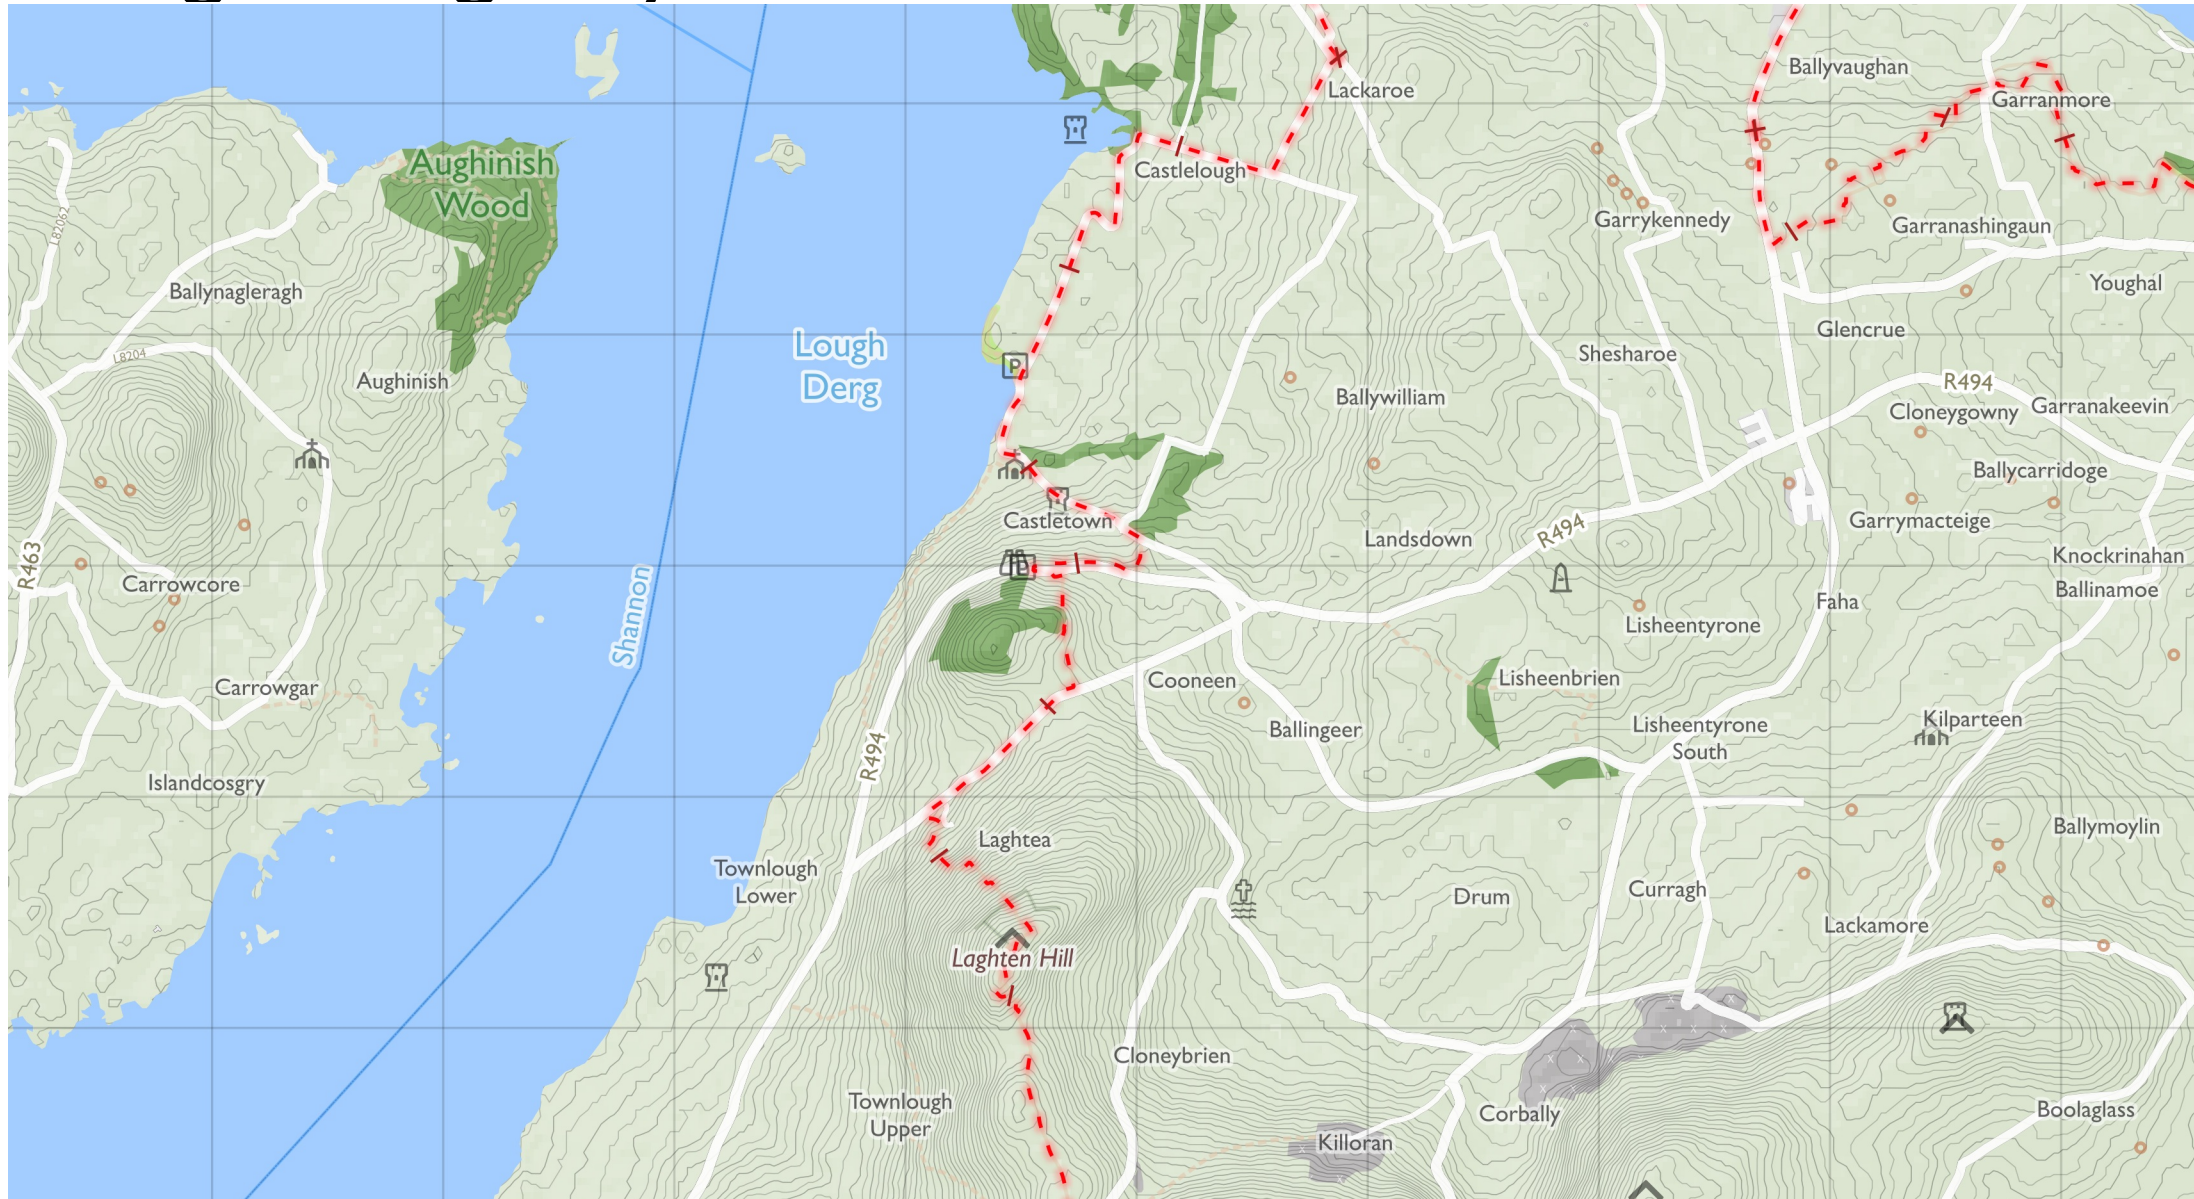 Ballyvaughan
Lackaroe
Garranmore
Aughinish
Wood
Castlelough
L82062
Garrykennedy
Garranashingaun
Ballynagleragh
Youghal
Glencrue
Lough
Derg
L8204
Shesharoe
Aughinish
R494
Ballywilliam
Cloneygowny
Garranakeevin
Ballycarridoge
P
Castletown
Garrymacteige
R494
Landsdown
Knockrinahan
R463
Carrowcore
Ballinamoe
Faha
Shannon
Lisheentyrone
Cooneen
Lisheenbrien
Carrowgar
Kilparteen
Ballingeer
Lisheentyrone
South
R494
Islandcosgry
Ballymoylin
Laghtea
Townlough
Lower
Curragh
Drum
Lackamore
Laghten Hill
Cloneybrien
Townlough
Upper
Corbally
Boolaglass
Killoran